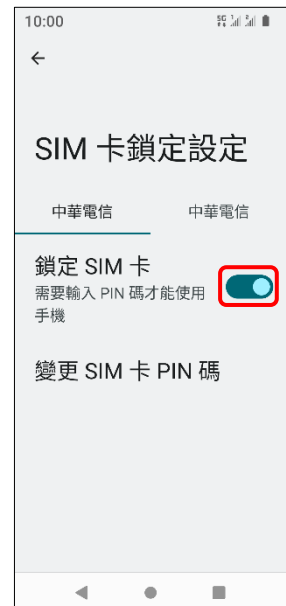 10:00
5G
SIM 卡鎖定設定
中華電信 中華電信
鎖定 SIM 卡
需要輸入 PIN 碼才能使用
手機
變更 SIM 卡 PIN 碼